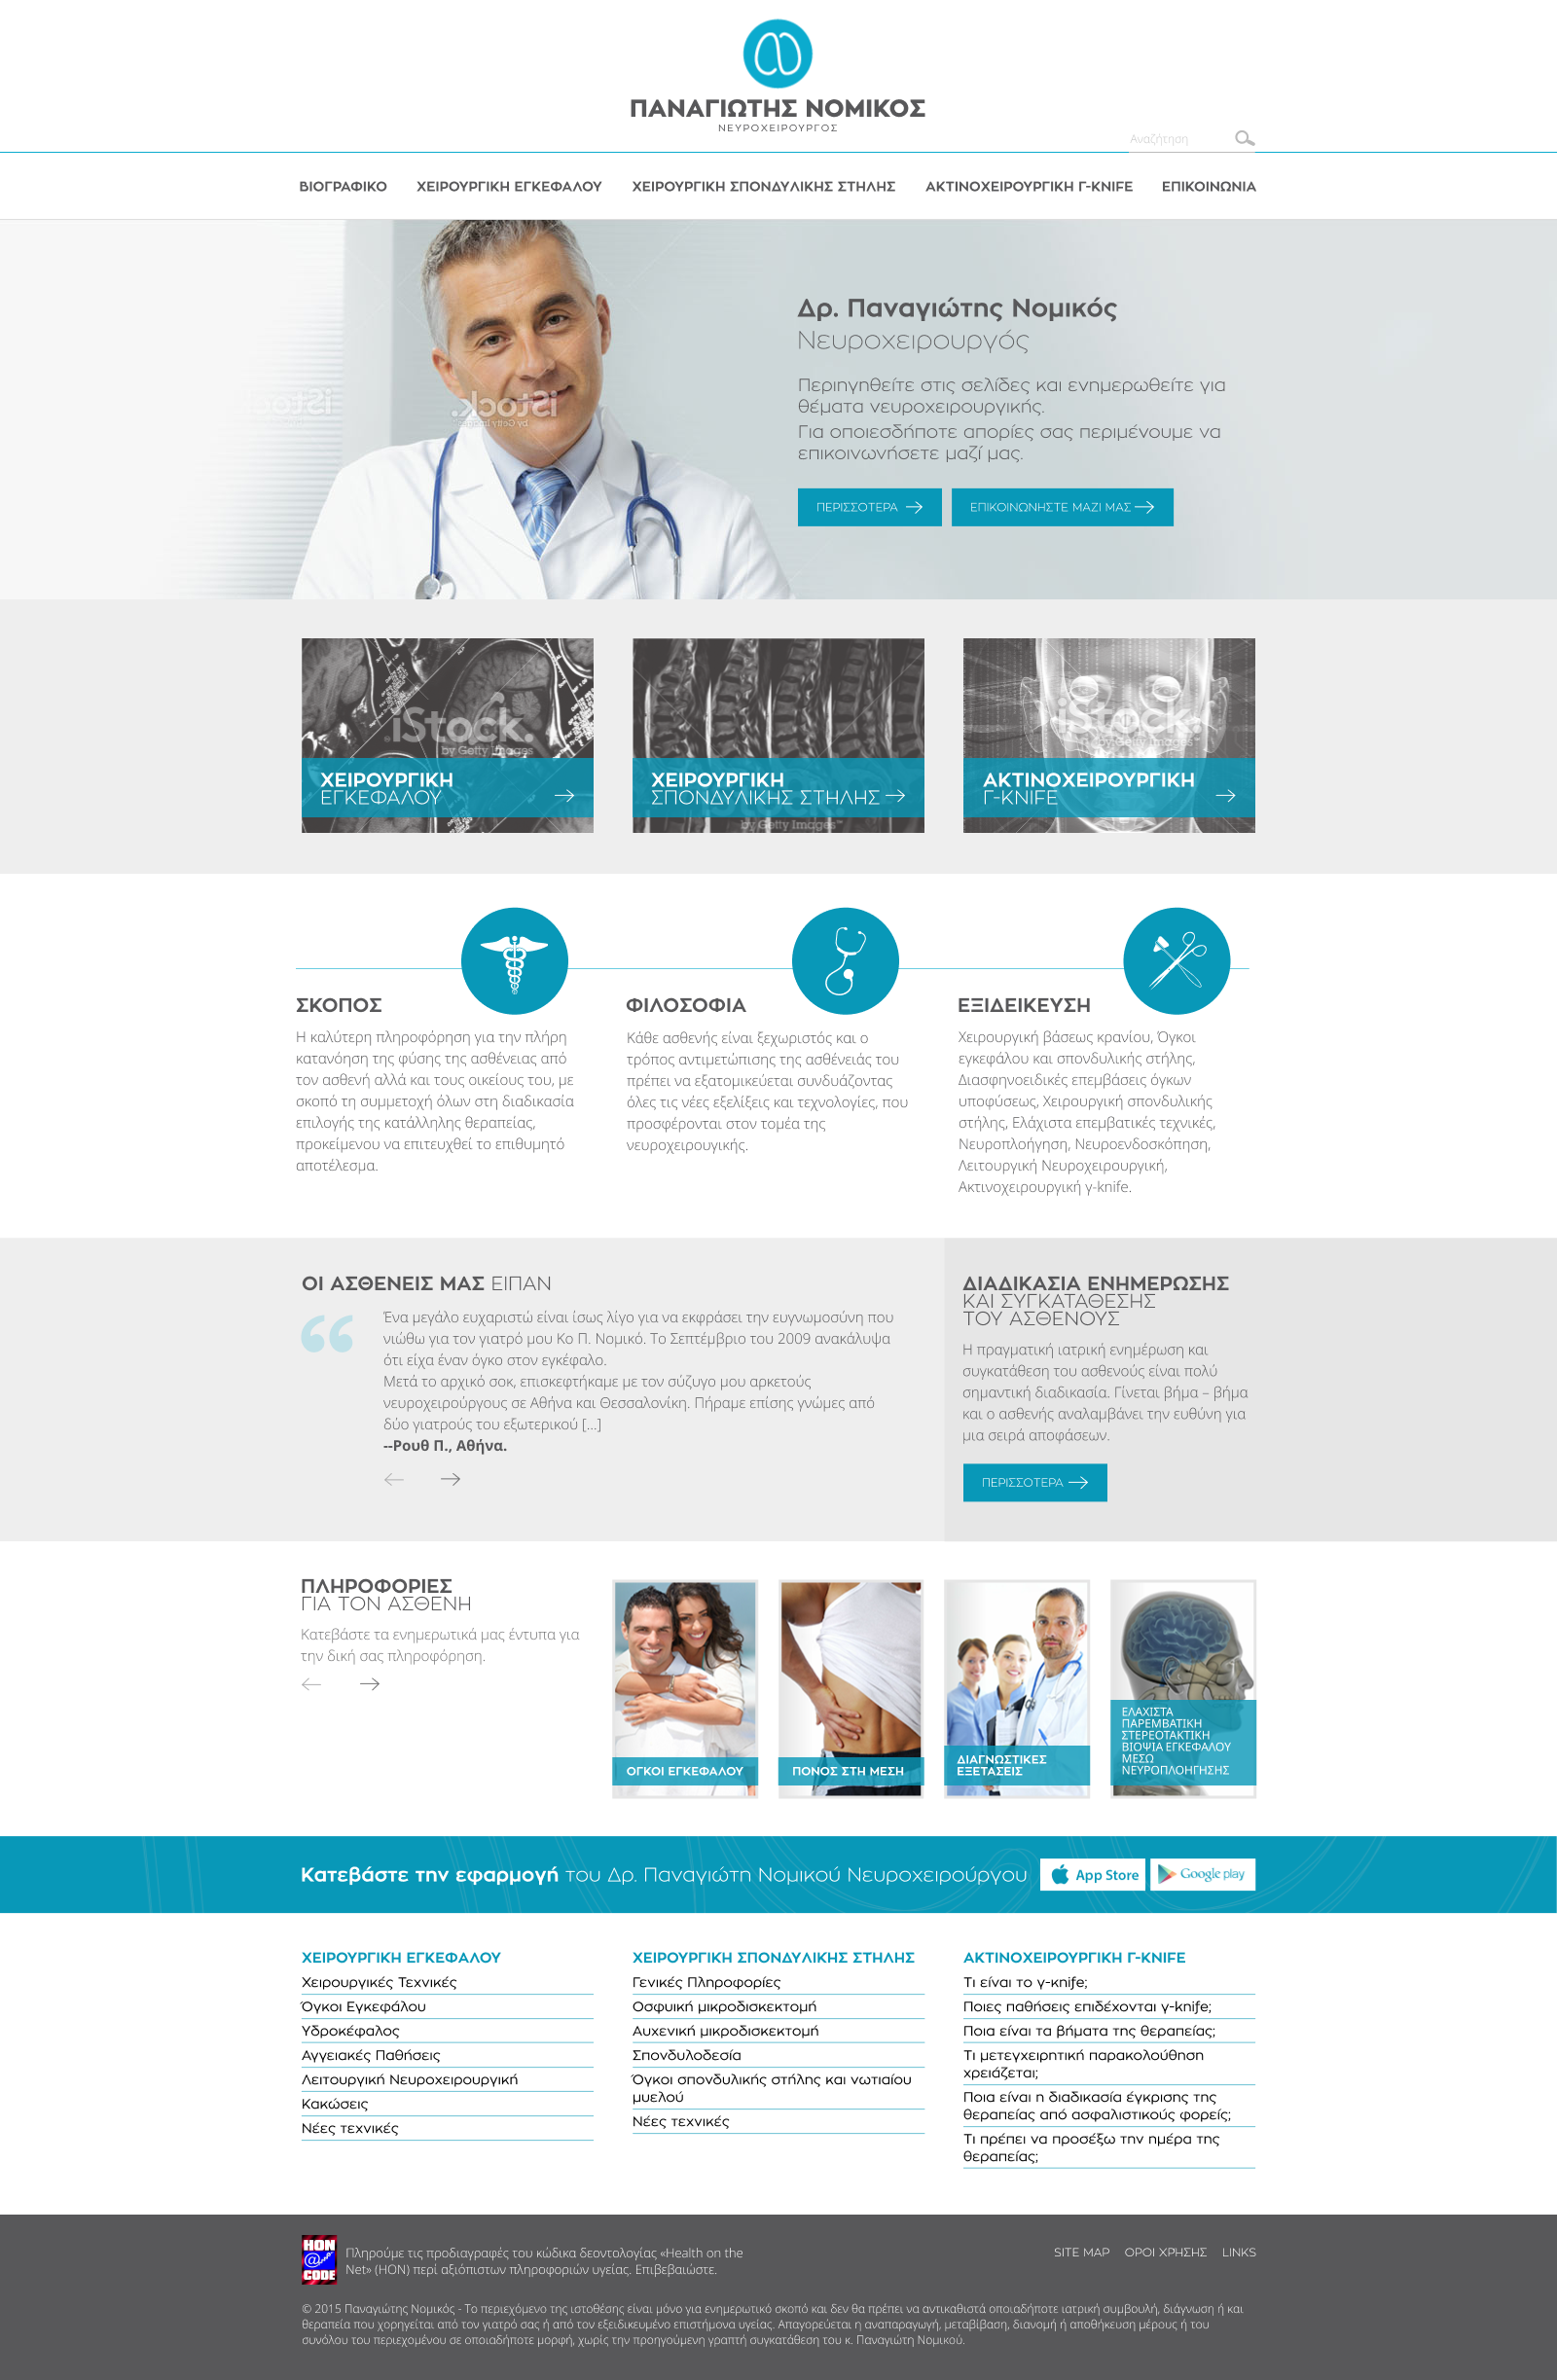 ΠΑΝΑΓΙΩΤΗΣ ΝΟΜΙΚΟΣ
ΝΕΥΡΟΧΕΙΡΟΥΡΓΟΣ
Αναζήτηση
ΒΙΟΓΡΑΦΙΚΟ
ΧΕΙΡΟΥΡΓΙΚΗ ΕΓΚΕΦΑΛΟΥ
ΧΕΙΡΟΥΡΓΙΚΗ ΣΠΟΝΔΥΛΙΚΗΣ ΣΤΗΛΗΣ
ΑΚΤΙΝΟΧΕΙΡΟΥΡΓΙΚΗ Γ-KNIFE
ΕΠΙΚΟΙΝΩΝΙΑ
Δρ. Παναγιώτης Νομικός
Νευροχειρουργός
Περιηγηθείτε στις σελίδες και ενημερωθείτε για
θέματα νευροχειρουργικής.
Για οποιεσδήποτε απορίες σας περιμένουμε να
επικοινωνήσετε μαζί μας.
iStock.
by Getty Images
ΠΕΡΙΣΣΟΤΕΡΑ
ΕΠΙΚΟΙΝΩΝΗΣΤΕ ΜΑΖΙ ΜΑΣ
iStock.
by Getty Images
ΧΕΙΡΟΥΡΓΙΚΗ
ΕΓΚΕΦΑΛΟΥ
ΧΕΙΡΟΥΡΓΙΚΗ
ΣΠΟΝΔΥΛΙΚΗΣ ΣΤΗΛΗΣ
by Getty Images™
iStock.
by Getty Images
ΑΚΤΙΝΟΧΕΙΡΟΥΡΓΙΚΗ
Γ-KNIFE
ΣΚΟΠΟΣ
Η καλύτερη πληροφόρηση για την πλήρη
κατανόηση της φύσης της ασθένειας από
τον ασθενή αλλά και τους οικείους του, με
σκοπό τη συμμετοχή όλων στη διαδικασία
επιλογής της κατάλληλης θεραπείας,
προκείμενου να επιτευχθεί το επιθυμητό
αποτέλεσμα.
ΦΙΛΟΣΟΦΙΑ
Κάθε ασθενής είναι ξεχωριστός και ο
τρόπος αντιμετώπισης της ασθένειάς του
πρέπει να εξατομικεύεται συνδυάζοντας
όλες τις νέες εξελίξεις και τεχνολογίες, που
προσφέρονται στον τομέα της
νευροχειρουγικής.
ΕΞΙΔΕΙΚΕΥΣΗ
Χειρουργική βάσεως κρανίου, Όγκοι
εγκεφάλου και σπονδυλικής στήλης,
Διασφηνοειδικές επεμβάσεις όγκων
υποφύσεως, Χειρουργική σπονδυλικής
στήλης, Ελάχιστα επεμβατικές τεχνικές,
Νευροπλοήγηση, Νευροενδοσκόπηση,
Λειτουργική Νευροχειρουργική,
Ακτινοχειρουργική γ-knife.
ΟΙ ΑΣΘΕΝΕΙΣ ΜΑΣ ΕΙΠΑΝ
Ένα μεγάλο ευχαριστώ είναι ίσως λίγο για να εκφράσει την ευγνωμοσύνη που
νιώθω για τον γιατρό μου Κο Π. Νομικό. Το Σεπτέμβριο του 2009 ανακάλυψα
ότι είχα έναν όγκο στον εγκέφαλο.
Μετά το αρχικό σοκ, επισκεφτήκαμε με τον σύζυγο μου αρκετούς
νευροχειρούργους σε Αθήνα και Θεσσαλονίκη. Πήραμε επίσης γνώμες από
δύο γιατρούς του εξωτερικού [...]
--Ρουθ Π., Αθήνα.
ΔΙΑΔΙΚΑΣΙΑ ΕΝΗΜΕΡΩΣΗΣ
ΚΑΙ ΣΥΓΚΑΤΑΘΕΣΗΣ
ΤΟΥ ΑΣΘΕΝΟΥΣ
Η πραγματική ιατρική ενημέρωση και
συγκατάθεση του ασθενούς είναι πολύ
σημαντική διαδικασία. Γίνεται βήμα – βήμα
και ο ασθενής αναλαμβάνει την ευθύνη για
μια σειρά αποφάσεων.
ΠΕΡΙΣΣΟΤΕΡΑ
ΠΛΗΡΟΦΟΡΙΕΣ
ΓΙΑ ΤΟΝ ΑΣΘΕΝΗ
Κατεβάστε τα ενημερωτικά μας έντυπα για
την δική σας πληροφόρηση.
ΟΓΚΟΙ ΕΓΚΕΦΑΛΟΥ
ΠΟΝΟΣ ΣΤΗ ΜΕΣΗ
ΔΙΑΓΝΩΣΤΙΚΕΣ
ΕΞΕΤΑΣΕΙΣ
ΕΛΑΧΙΣΤΑ
ΠΑΡΕΜΒΑΤΙΚΗ
ΣΤΕΡΕΟΤΑΚΤΙΚΗ
ΒΙΟΨΙΑ ΕΓΚΕΦΑΛΟΥ
ΜΕΣΩ
ΝΕΥΡΟΠΛΟΗΓΗΣΗΣ
Κατεβάστε την εφαρμογή του Δρ. Παναγιώτη Νομικού Νευροχειρούργου
App Store
Google play
ΧΕΙΡΟΥΡΓΙΚΗ ΕΓΚΕΦΑΛΟΥ
Χειρουργικές Τεχνικές
Όγκοι Εγκεφάλου
Υδροκέφαλος
Αγγειακές Παθήσεις
Λειτουργική Νευροχειρουργική
Κακώσεις
Νέες τεχνικές
ΧΕΙΡΟΥΡΓΙΚΗ ΣΠΟΝΔΥΛΙΚΗΣ ΣΤΗΛΗΣ
Γενικές Πληροφορίες
Οσφυική μικροδισκεκτομή
Αυχενική μικροδισκεκτομή
Σπονδυλοδεσία
Όγκοι σπονδυλικής στήλης και νωτιαίου
μυελού
Νέες τεχνικές
ΑΚΤΙΝΟΧΕΙΡΟΥΡΓΙΚΗ Γ-KNIFE
Τι είναι το γ-κnife;
Ποιες παθήσεις επιδέχονται γ-knife;
Ποια είναι τα βήματα της θεραπείας;
Τι μετεγχειρητική παρακολούθηση
χρειάζεται;
Ποια είναι η διαδικασία έγκρισης της
θεραπείας από ασφαλιστικούς φορείς;
Τι πρέπει να προσέξω την ημέρα της
θεραπείας;
HON
@
CODE
Πληρούμε τις προδιαγραφές του κώδικα δεοντολογίας «Health on the
Net» (HON) περί αξιόπιστων πληροφοριών υγείας. Επιβεβαιώστε.
SITE MAP
ΟΡΟΙ ΧΡΗΣΗΣ
LINKS
© 2015 Παναγιώτης Νομικός - Το περιεχόμενο της ιστοθέσης είναι μόνο για ενημερωτικό σκοπό και δεν θα πρέπει να αντικαθιστά οποιαδήποτε ιατρική συμβουλή, διάγνωση ή και
θεραπεία που χορηγείται από τον γιατρό σας ή από τον εξειδικευμένο επιστήμονα υγείας. Απαγορεύεται η αναπαραγωγή, μεταβίβαση, διανομή ή αποθήκευση μέρους ή του
συνόλου του περιεχομένου σε οποιαδήποτε μορφή, χωρίς την προηγούμενη γραπτή συγκατάθεση του κ. Παναγιώτη Νομικού.